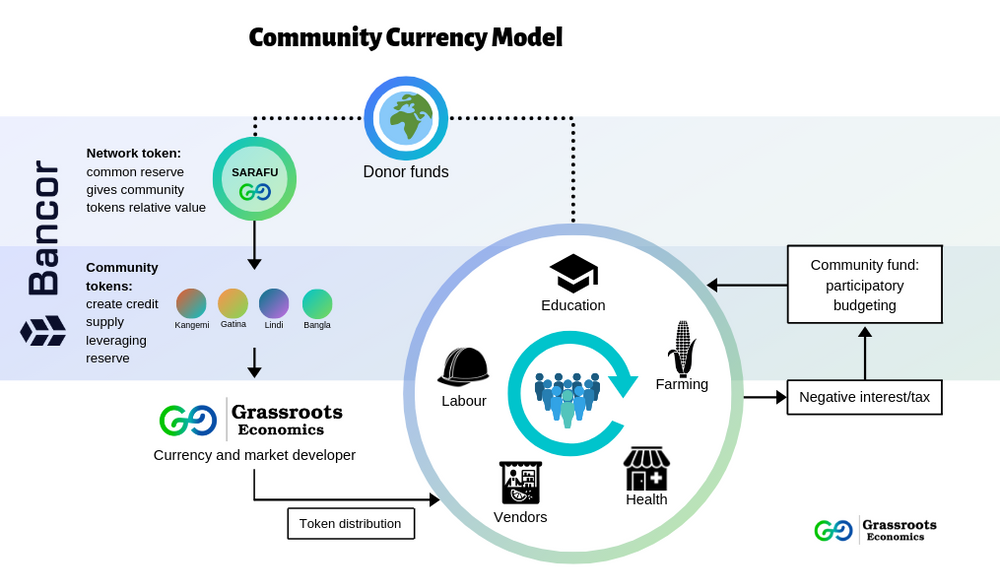 Community Currency Model
Donor funds
Bancor
Network token:
common reserve
gives community
tokens relative value
SARAFU
Community
tokens:
create credit
supply
leveraging
reserve
Kangemi
Gatina
Lindi
Bangla
Grassroots
Economics
Currency and market developer
Token distribution
Education
Farming
Labour
Vendors
Health
Community fund:
participatory
budgeting
Negative interest/tax
Grassroots
Economics